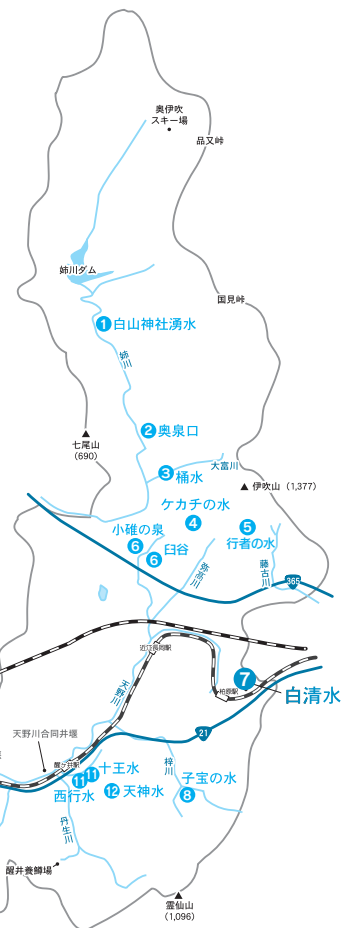 奥伊吹
スキー場
品又峠
姉川ダム
国見峠
1 白山神社湧水
姉川
2 奥泉口
七尾山
(690)
大富川
3 桶水
伊吹山 (1,377)
ケカチの水
4
5
行者の水
小碓の泉
6
6 臼谷
弥高川
藤古川
365
近江長岡駅
天野川
柏原駅
7
白清水
21
天野川合同井堰
醒ヶ井駅
梓川
11 11 十王水
西行水
12 天神水
子宝の水
8
丹生川
醒井養鱒場
霊仙山
(1,096)